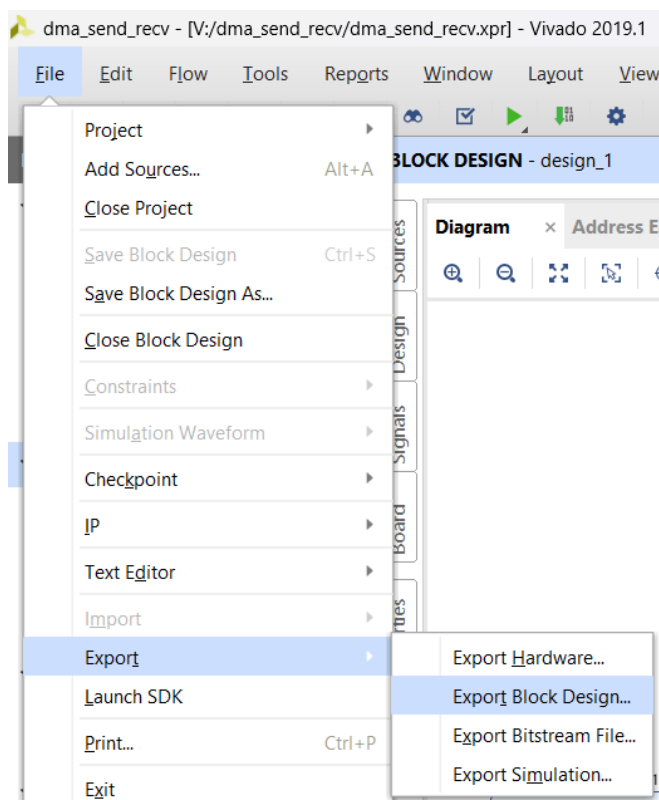 dma_send_recv - [V:/dma_send_recv/dma_send_recv.xpr] - Vivado 2019.1
File Edit Flow Tools Reports Window Layout View
BLOCK DESIGN - design_1
Project
Add Sources... Alt+A
Close Project
Save Block Design Ctrl+S
Save Block Design As...
Close Block Design
Constraints
Simulation Waveform
Checkpoint
IP
Text Editor
Import
Export
Launch SDK
Print... Ctrl+P
Exit
Sources
Design
Signals
Board
Diagram × Address E
Export Hardware...
Export Block Design...
Export Bitstream File...
Export Simulation...